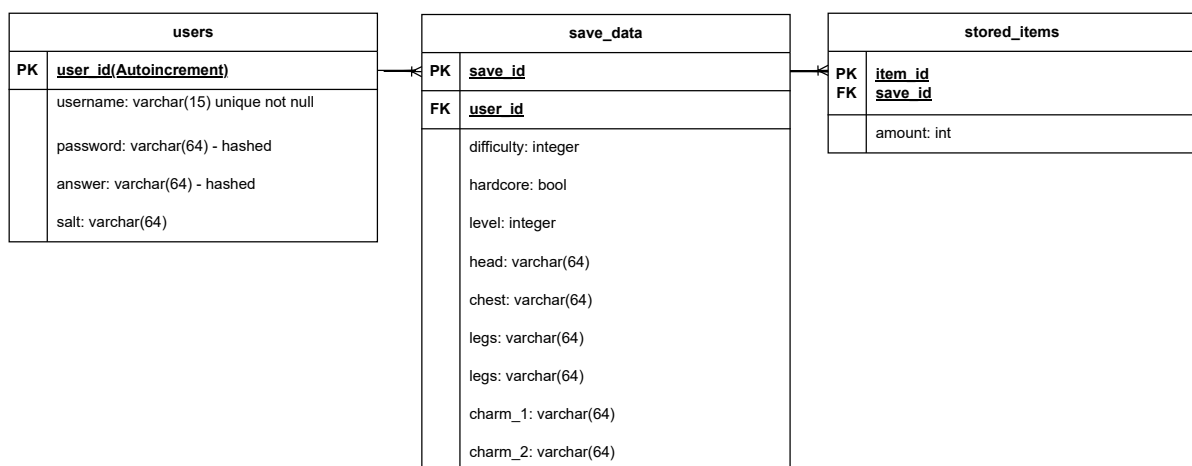 users
PK user_id(Autoincrement)
username: varchar(15) unique not null
password: varchar(64) - hashed
answer: varchar(64) - hashed
salt: varchar(64)
save_data
PK save_id
FK user_id
difficulty: integer
hardcore: bool
level: integer
head: varchar(64)
chest: varchar(64)
legs: varchar(64)
legs: varchar(64)
charm_1: varchar(64)
charm_2: varchar(64)
stored_items
PK item_id
FK save_id
amount: int